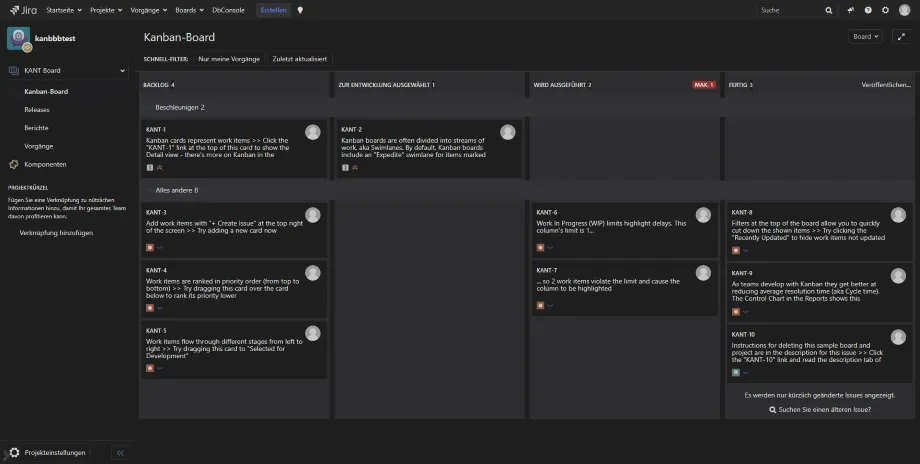 Jira Startseite Projekte Vorgänge Boards DbConsole Erstellen Suche
kanbbbtest
KANT Board
Kanban-Board
Releases
Berichte
Vorgänge
Komponenten
PROJEKTKÜRZEL
Fügen Sie eine Verknüpfung zu nützlichen
Informationen hinzu, damit Ihr gesamtes Team
davon profitieren kann.
Verknüpfung hinzufügen
Projekteinstellungen
Kanban-Board
Board
SCHNELL-FILTER: Nur meine Vorgänge Zuletzt aktualisiert
BACKLOG 4
ZUR ENTWICKLUNG AUSGEWÄHLT 1
WIRD AUSGEFÜHRT 2 MAX. 1
FERTIG 3 Veröffentlichen...
Beschleunigen 2
KANT-1
Kanban cards represent work items >> Click the
"KANT-1" link at the top of this card to show the
Detail view - there's more on Kanban in the
KANT-2
Kanban boards are often divided into streams of
work, aka Swimlanes. By default, Kanban boards
include an "Expedite" swimlane for items marked
Alles andere 8
KANT-3
Add work items with "+ Create Issue" at the top right
of the screen >> Try adding a new card now
KANT-4
Work items are ranked in priority order (from top to
bottom) >> Try dragging this card over the card
below to rank its priority lower
KANT-5
Work items flow through different stages from left to
right >> Try dragging this card to "Selected for
Development"
KANT-6
Work in Progress (WIP) limits highlight delays. This
column's limit is 1...
KANT-7
... so 2 work items violate the limit and cause the
column to be highlighted
KANT-8
Filters at the top of the board allow you to quickly
cut down the shown items >> Try clicking the
"Recently Updated" to hide work items not updated
KANT-9
As teams develop with Kanban they get better at
reducing average resolution time (aka Cycle time).
The Control Chart in the Reports shows this
KANT-10
Instructions for deleting this sample board and
project are in the description for this issue >> Click
the "KANT-10" link and read the description tab of
Es werden nur kürzlich geänderte Issues angezeigt.
Suchen Sie einen älteren Issue?